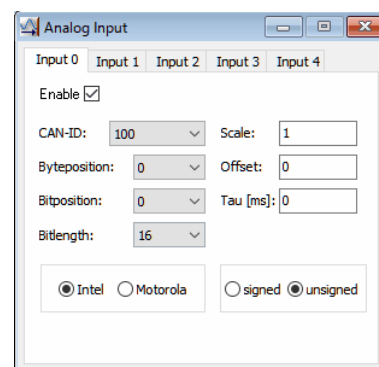 Analog Input
Input 0 Input 1 Input 2 Input 3 Input 4
Enable
CAN-ID: 100 Scale: 1
Byteposition: 0 Offset: 0
Bitposition: 0 Tau [ms]: 0
Bitlength: 16
Intel Motorola signed unsigned